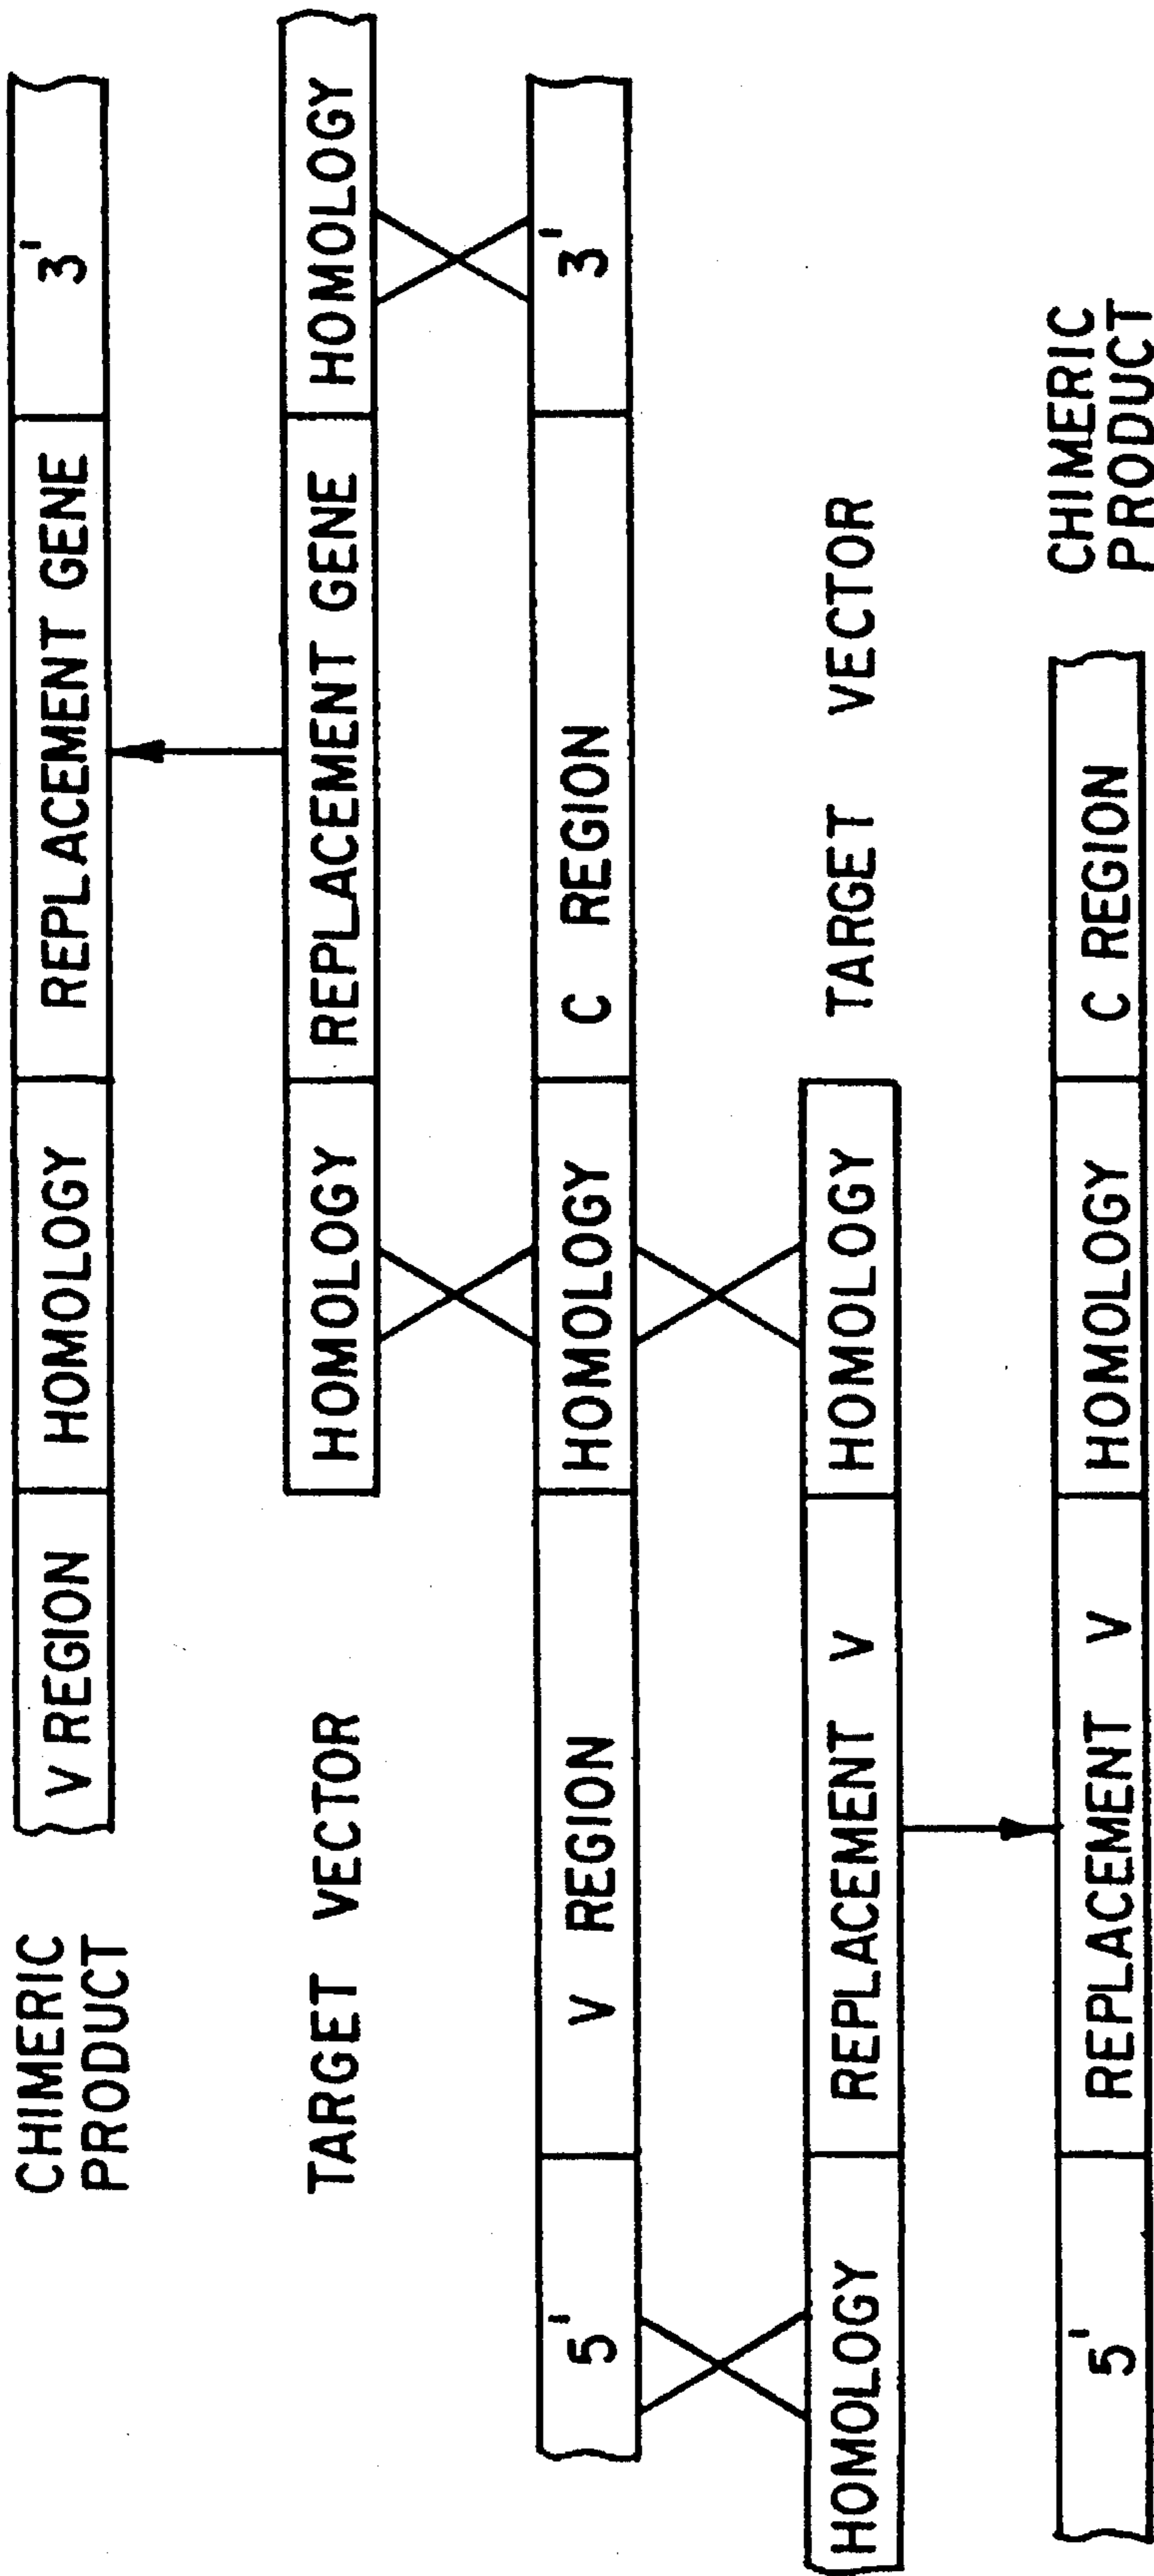 CHIMERIC
PRODUCT
V REGION HOMOLOGY REPLACEMENT GENE 3'
TARGET VECTOR
HOMOLOGY REPLACEMENT GENE HOMOLOGY
5' V REGION HOMOLOGY C REGION 3'
HOMOLOGY REPLACEMENT V HOMOLOGY
TARGET VECTOR
5' REPLACEMENT V HOMOLOGY C REGION
CHIMERIC
PRODUCT